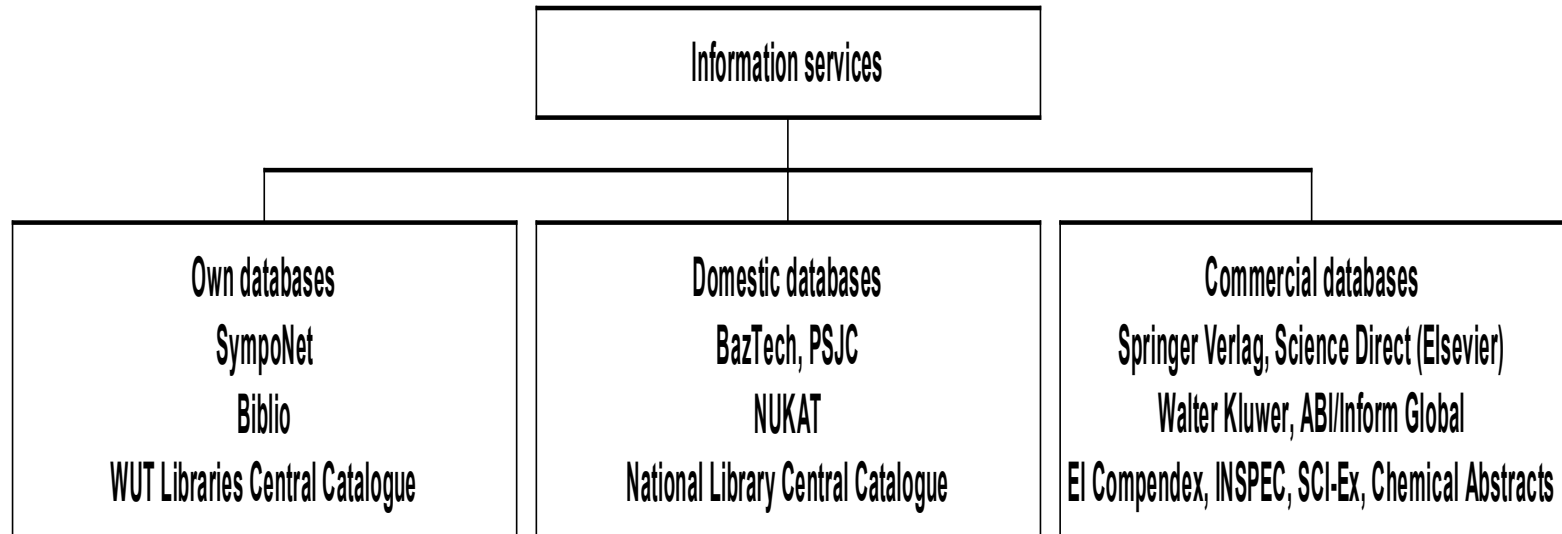 Information services
Own databases
SympoNet
Biblio
WUT Libraries Central Catalogue
Domestic databases
BazTech, PSJC
NUKAT
National Library Central Catalogue
Commercial databases
Springer Verlag, Science Direct (Elsevier)
Walter Kluwer, ABI/Inform Global
EI Compendex, INSPEC, SCI-Ex, Chemical Abstracts